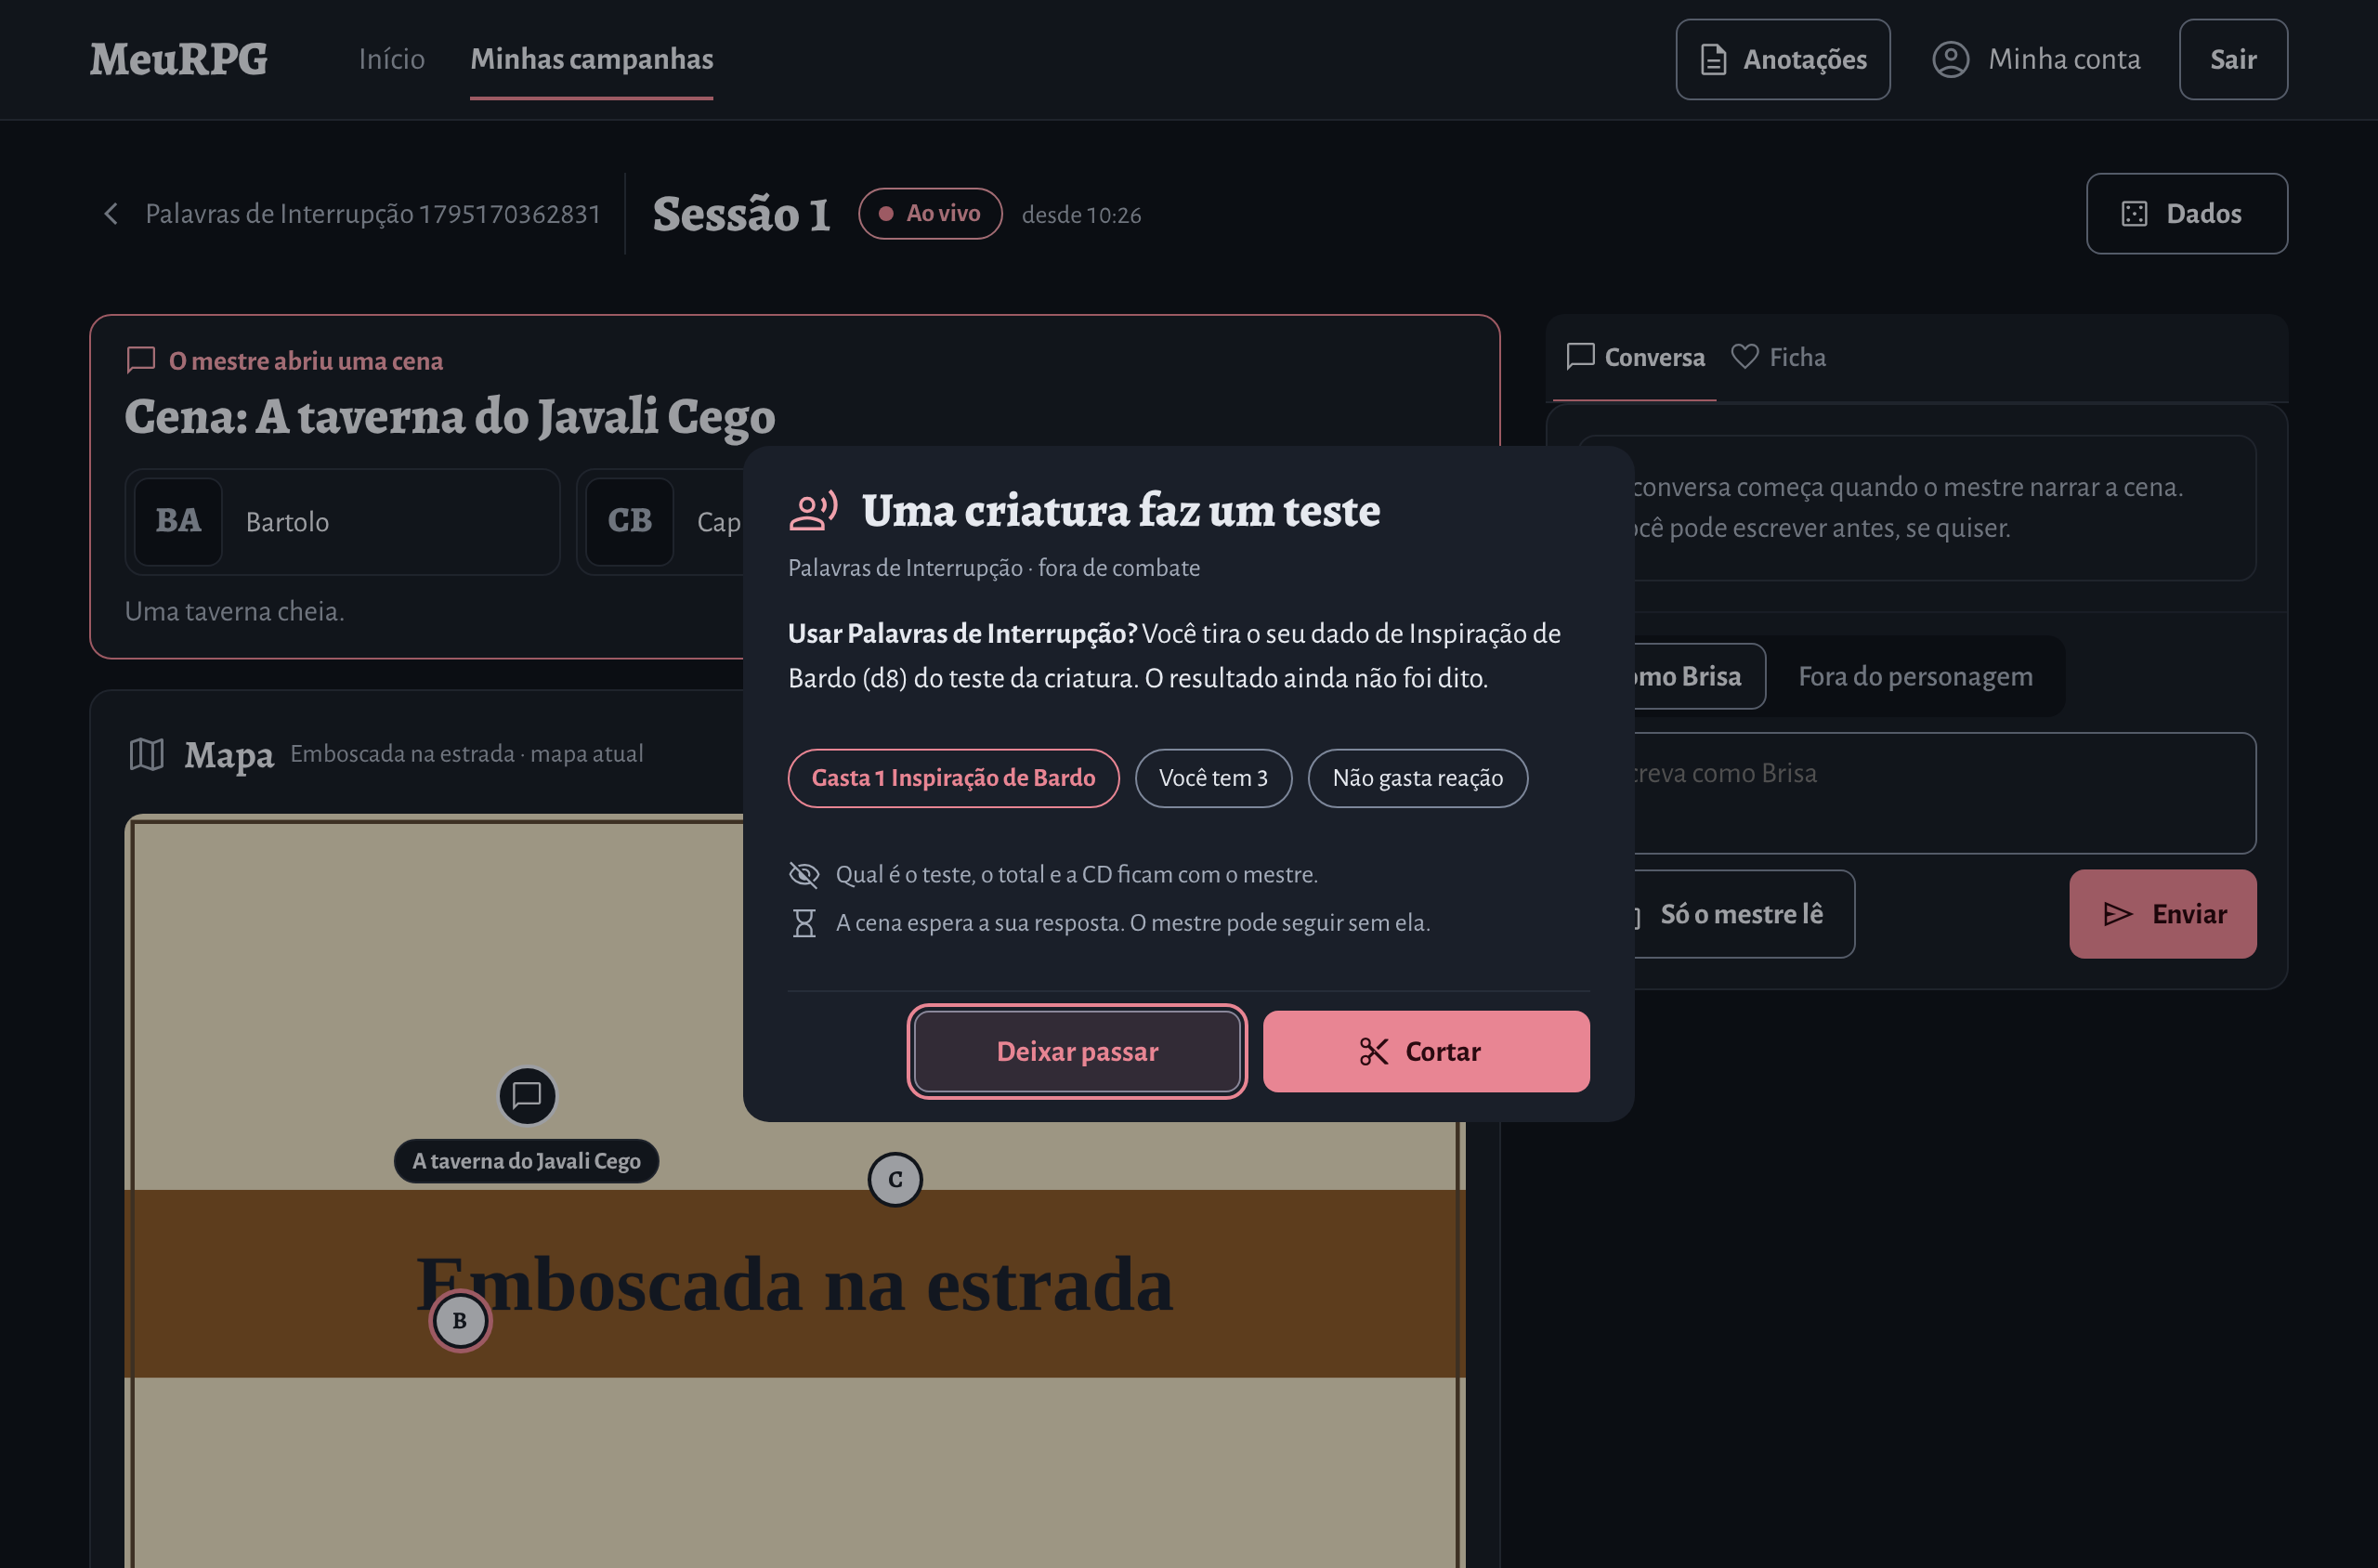 MeuRPG
Início
Minhas campanhas
Anotações
Minha conta
Sair
Palavras de Interrupção 1795170362831
Sessão 1
Ao vivo
desde 10:26
Dados
O mestre abriu uma cena
Cena: A taverna do Javali Cego
BA
Bartolo
CB
Cap
Uma taverna cheia.
Mapa
Emboscada na estrada · mapa atual
A taverna do Javali Cego
C
Emboscada na estrada
B
Uma criatura faz um teste
Palavras de Interrupção · fora de combate
Usar Palavras de Interrupção? Você tira o seu dado de Inspiração de
Bardo (d8) do teste da criatura. O resultado ainda não foi dito.
Gasta 1 Inspiração de Bardo
Você tem 3
Não gasta reação
Qual é o teste, o total e a CD ficam com o mestre.
A cena espera a sua resposta. O mestre pode seguir sem ela.
Deixar passar
Cortar
Conversa
Ficha
conversa começa quando o mestre narrar a cena.
cê pode escrever antes, se quiser.
mo Brisa
Fora do personagem
reva como Brisa
Só o mestre lê
Enviar